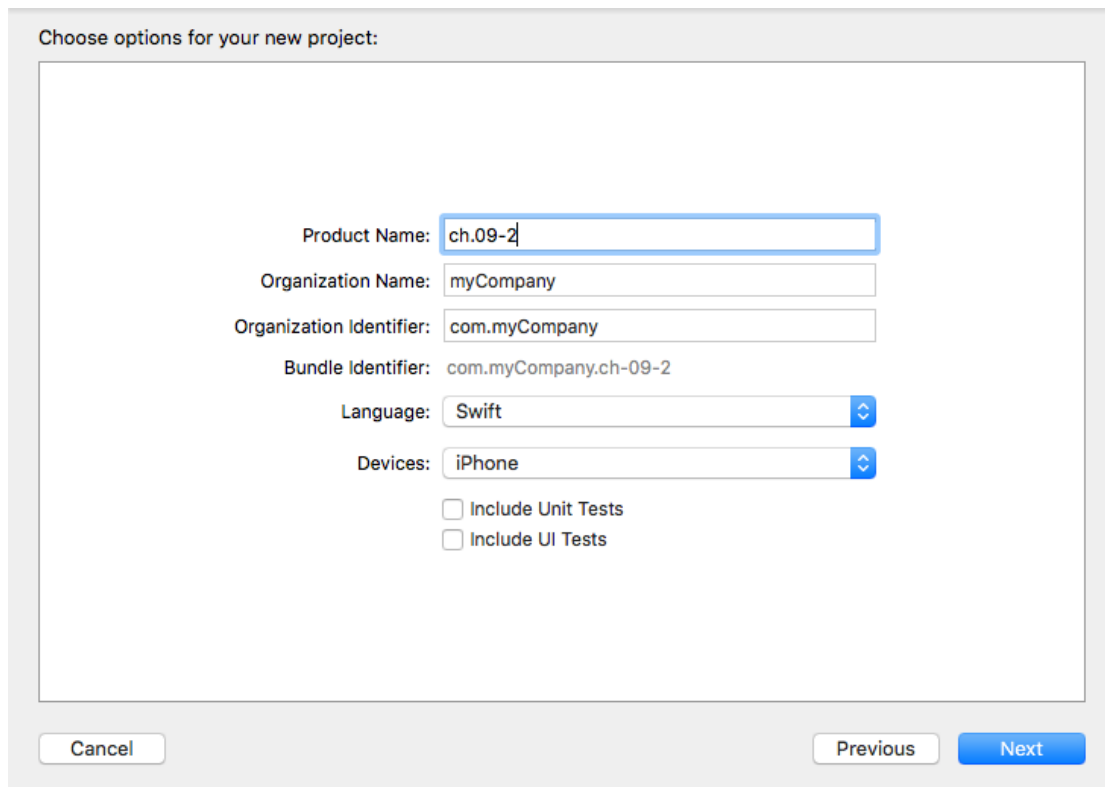 Choose options for your new project:
Product Name: ch.09-2
Organization Name: myCompany
Organization Identifier: com.myCompany
Bundle Identifier: com.myCompany.ch-09-2
Language: Swift
Devices: iPhone
Include Unit Tests
Include UI Tests
Cancel Previous Next